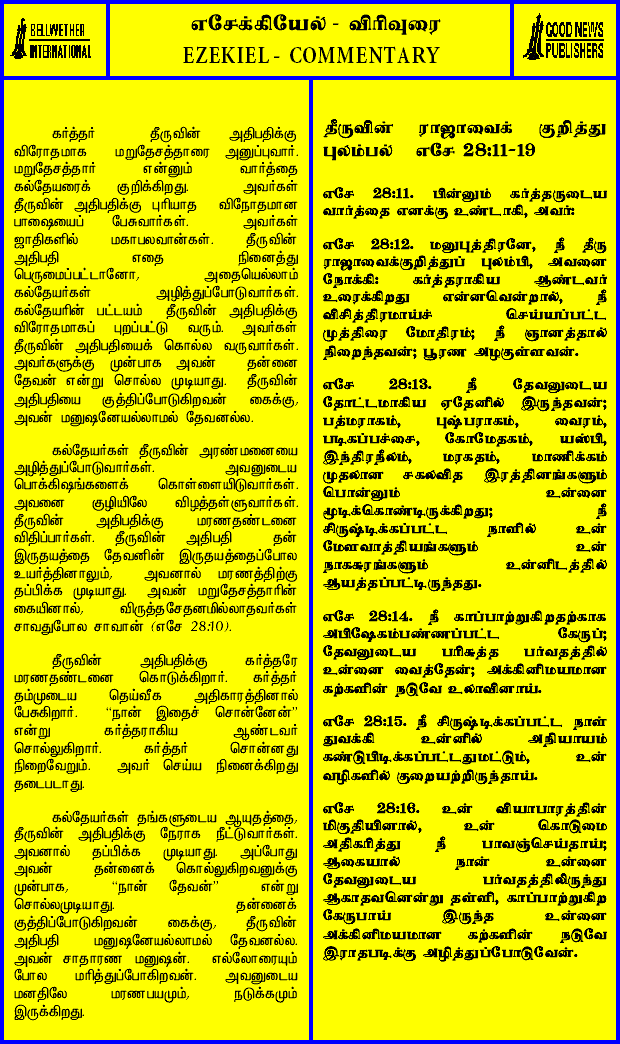 BELLWETHER
INTERNATIONAL
எசேக்கியேல் - விரிவுரை
EZEKIEL - COMMENTARY
GOOD NEWS
PUBLISHERS
கர்த்தர் தீருவின் அதிபதிக்கு
விரோதமாக மறுதேசத்தாரை அனுப்புவார்.
மறுதேசத்தார் என்னும் வார்த்தை
கல்தேயரைக் குறிக்கிறது. அவர்கள்
தீருவின் அதிபதிக்கு புரியாத விநோதமான
பாஷையைப் பேசுவார்கள். அவர்கள்
ஜாதிகளில் மகாபலவான்கள். தீருவின்
அதிபதி எதை நினைத்து
பெருமைப்பட்டானோ, அதையெல்லாம்
கல்தேயர்கள் அழித்துப்போடுவார்கள்.
கல்தேயரின் பட்டயம் தீருவின் அதிபதிக்கு
விரோதமாகப் புறப்பட்டு வரும். அவர்கள்
தீருவின் அதிபதியைக் கொல்ல வருவார்கள்.
அவர்களுக்கு முன்பாக அவன் தன்னை
தேவன் என்று சொல்ல முடியாது. தீருவின்
அதிபதியை குத்திப்போடுகிறவன் கைக்கு,
அவன் மனுஷனேயல்லாமல் தேவனல்ல.
கல்தேயர்கள் தீருவின் அரண்மனையை
அழித்துப்போடுவார்கள். அவனுடைய
பொக்கிஷங்களைக் கொள்ளையிடுவார்கள்.
அவனை குழியிலே விழத்தள்ளுவார்கள்.
தீருவின் அதிபதிக்கு மரணதண்டனை
விதிப்பார்கள். தீருவின் அதிபதி தன்
இருதயத்தை தேவனின் இருதயத்தைப்போல
உயர்த்தினாலும், அவனால் மரணத்திற்கு
தப்பிக்க முடியாது. அவன் மறுதேசத்தாரின்
கையினால், விருத்தசேதனமில்லாதவர்கள்
சாவதுபோல சாவான் (எசே 28:10).
தீருவின் அதிபதிக்கு கர்த்தரே
மரணதண்டனை கொடுக்கிறார். கர்த்தர்
தம்முடைய தெய்வீக அதிகாரத்தினால்
பேசுகிறார். “நான் இதைச் சொன்னேன்”
என்று கர்த்தராகிய ஆண்டவர்
சொல்லுகிறார். கர்த்தர் சொன்னது
நிறைவேறும். அவர் செய்ய நினைக்கிறது
தடைபடாது.
கல்தேயர்கள் தங்களுடைய ஆயுதத்தை,
தீருவின் அதிபதிக்கு நேராக நீட்டுவார்கள்.
அவனால் தப்பிக்க முடியாது. அப்போது
அவன் தன்னைக் கொல்லுகிறவனுக்கு
முன்பாக, “நான் தேவன்” என்று
சொல்லமுடியாது. தன்னைக்
குத்திப்போடுகிறவன் கைக்கு, தீருவின்
அதிபதி மனுஷனேயல்லாமல் தேவனல்ல.
அவன் சாதாரண மனுஷன். எல்லோரையும்
போல மரித்துப்போகிறவன். அவனுடைய
மனதிலே மரணபயமும், நடுக்கமும்
இருக்கிறது.
தீருவின் ராஜாவைக் குறித்து
புலம்பல் எசே 28:11-19
எசே 28:11. பின்னும் கர்த்தருடைய
வார்த்தை எனக்கு உண்டாகி, அவர்:
எசே 28:12. மனுபுத்திரனே, நீ தீரு
ராஜாவைக்குறித்துப் புலம்பி, அவனை
நோக்கி: கர்த்தராகிய ஆண்டவர்
உரைக்கிறது என்னவென்றால், நீ
விசித்திரமாய்ச் செய்யப்பட்ட
முத்திரை மோதிரம்; நீ ஞானத்தால்
நிறைந்தவன்; பூரண அழகுள்ளவன்.
எசே 28:13. நீ தேவனுடைய
தோட்டமாகிய ஏதேனில் இருந்தவன்;
பத்மராகம், புஷ்பராகம், வைரம்,
படிகப்பச்சை, கோமேதகம், யஸ்பி,
இந்திரநீலம், மரகதம், மாணிக்கம்
முதலான சகலவித இரத்தினங்களும்
பொன்னும் உன்னை
மூடிக்கொண்டிருக்கிறது; நீ
சிருஷ்டிக்கப்பட்ட நாளில் உன்
மேளவாத்தியங்களும் உன்
நாகசுரங்களும் உன்னிடத்தில்
ஆயத்தப்பட்டிருந்தது.
எசே 28:14. நீ காப்பாற்றுகிறதற்காக
அபிஷேகம்பண்ணப்பட்ட கேருப்;
தேவனுடைய பரிசுத்த பர்வதத்தில்
உன்னை வைத்தேன்; அக்கினிமயமான
கற்களின் நடுவே உலாவினாய்.
எசே 28:15. நீ சிருஷ்டிக்கப்பட்ட நாள்
துவக்கி உன்னில் அநியாயம்
கண்டுபிடிக்கப்பட்டதுமட்டும், உன்
வழிகளில் குறையற்றிருந்தாய்.
எசே 28:16. உன் வியாபாரத்தின்
மிகுதியினால், உன் கொடுமை
அதிகரித்து நீ பாவஞ்செய்தாய்;
ஆகையால் நான் உன்னை
தேவனுடைய பர்வதத்திலிருந்து
ஆகாதவனென்று தள்ளி, காப்பாற்றுகிற
கேருபாய் இருந்த உன்னை
அக்கினிமயமான கற்களின் நடுவே
இராதபடிக்கு அழித்துப்போடுவேன்.